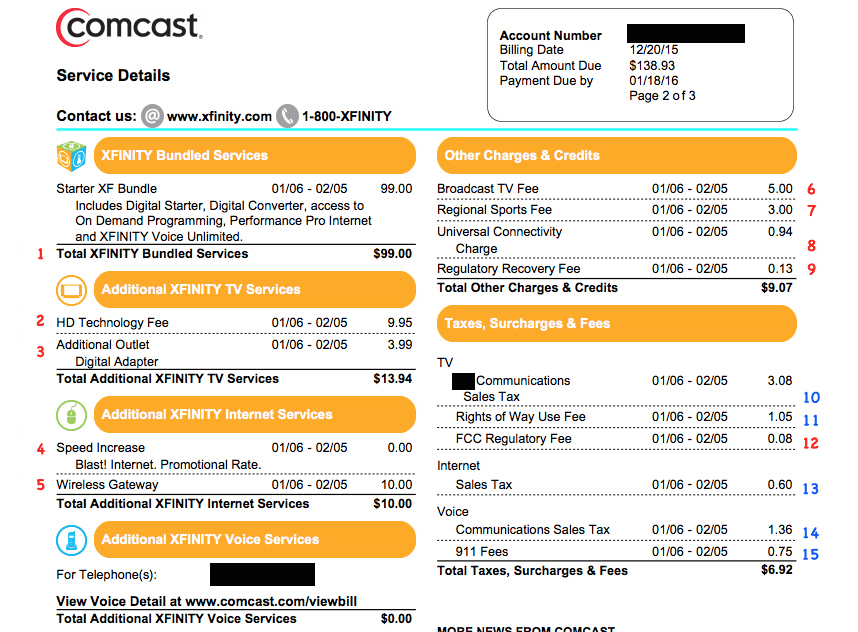 comcast.
Service Details
Contact us: @ www.xfinity.com 1-800-XFINITY
Account Number
Billing Date 12/20/15
Total Amount Due $138.93
Payment Due by 01/18/16
Page 2 of 3
XFINITY Bundled Services
Starter XF Bundle 01/06 - 02/05 99.00
Includes Digital Starter, Digital Converter, access to
On Demand Programming, Performance Pro Internet
and XFINITY Voice Unlimited.
1 Total XFINITY Bundled Services $99.00
Additional XFINITY TV Services
2 HD Technology Fee 01/06 - 02/05 9.95
3 Additional Outlet 01/06 - 02/05 3.99
Digital Adapter
Total Additional XFINITY TV Services $13.94
Additional XFINITY Internet Services
4 Speed Increase 01/06 - 02/05 0.00
Blast! Internet. Promotional Rate.
5 Wireless Gateway 01/06 - 02/05 10.00
Total Additional XFINITY Internet Services $10.00
Additional XFINITY Voice Services
For Telephone(s):
View Voice Detail at www.comcast.com/viewbill
Total Additional XFINITY Voice Services $0.00
Other Charges & Credits
Broadcast TV Fee 01/06 - 02/05 5.00 6
Regional Sports Fee 01/06 - 02/05 3.00 7
Universal Connectivity 01/06 - 02/05 0.94
Charge 8
Regulatory Recovery Fee 01/06 - 02/05 0.13 9
Total Other Charges & Credits $9.07
Taxes, Surcharges & Fees
TV
Communications 01/06 - 02/05 3.08
Sales Tax 10
Rights of Way Use Fee 01/06 - 02/05 1.05 11
FCC Regulatory Fee 01/06 - 02/05 0.08 12
Internet
Sales Tax 01/06 - 02/05 0.60 13
Voice
Communications Sales Tax 01/06 - 02/05 1.36 14
911 Fees 01/06 - 02/05 0.75 15
Total Taxes, Surcharges & Fees $6.92
MORE NEWS FROM COMCAST